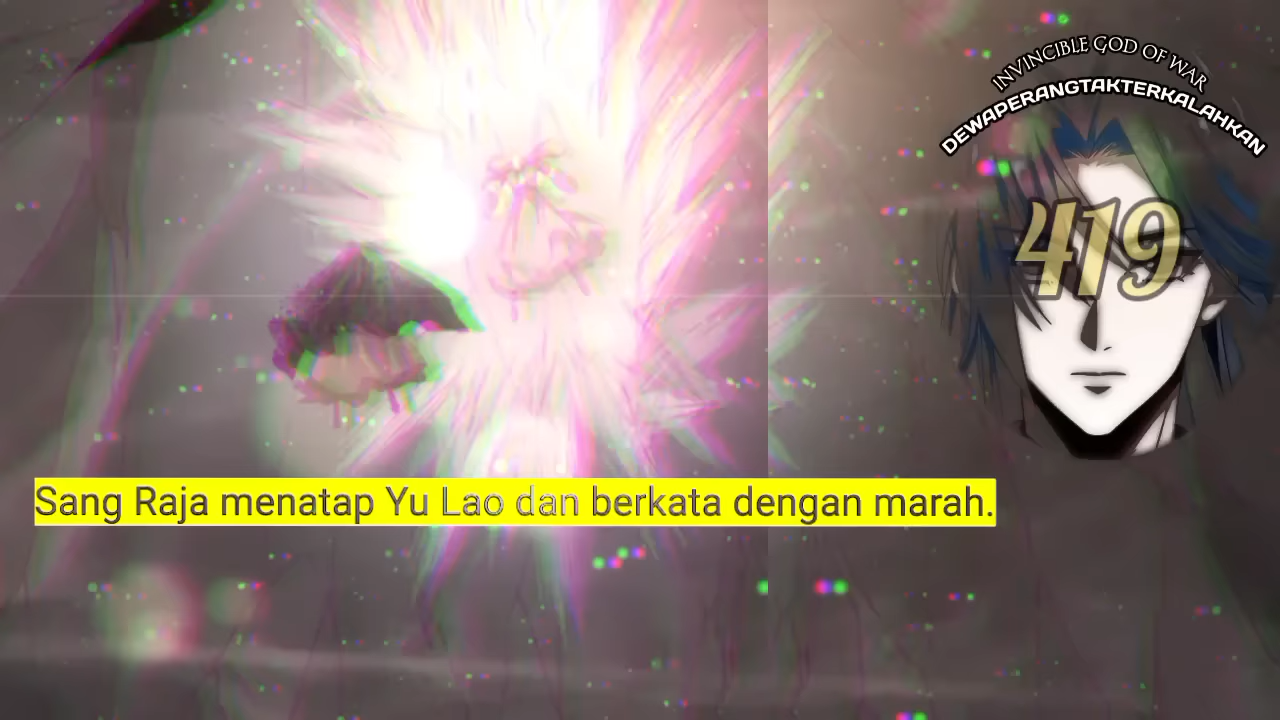 INVINCIBLE GOD OF WAR
DEWAPERANGTAKTERKALAHKAN
419
Sang Raja menatap Yu Lao dan berkata dengan marah.